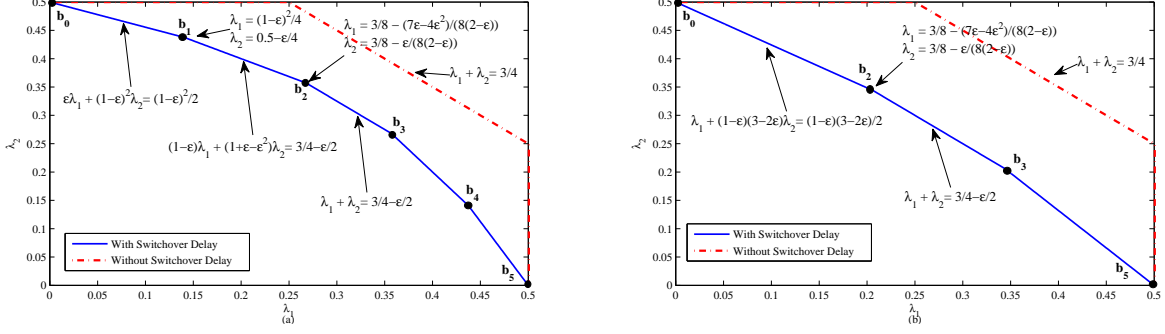 0.5
0.45
0.4
0.35
0.3
0.25
0.2
0.15
0.1
0.05
0
λ2
b0
b1
λ1 = (1−ε)²/4
λ2 = 0.5−ε/4
λ1 = 3/8 − (7ε−4ε²)/(8(2−ε))
λ2 = 3/8 − ε/(8(2−ε))
λ1 + λ2 = 3/4
ελ1 + (1−ε)²λ2 = (1−ε)²/2
b2
b3
(1−ε)λ1 + (1+ε−ε²)λ2 = 3/4−ε/2
b4
λ1 + λ2 = 3/4−ε/2
With Switchover Delay
Without Switchover Delay
b5
0 0.05 0.1 0.15 0.2 0.25 0.3 0.35 0.4 0.45 0.5
λ1
(a)
0.5
0.45
0.4
0.35
0.3
0.25
0.2
0.15
0.1
0.05
0
λ2
b0
λ1 = 3/8 − (7ε−4ε²)/(8(2−ε))
λ2 = 3/8 − ε/(8(2−ε))
λ1 + λ2 = 3/4
b2
λ1 + (1−ε)(3−2ε)λ2 = (1−ε)(3−2ε)/2
b3
λ1 + λ2 = 3/4−ε/2
With Switchover Delay
Without Switchover Delay
b5
0 0.05 0.1 0.15 0.2 0.25 0.3 0.35 0.4 0.45 0.5
λ1
(b)